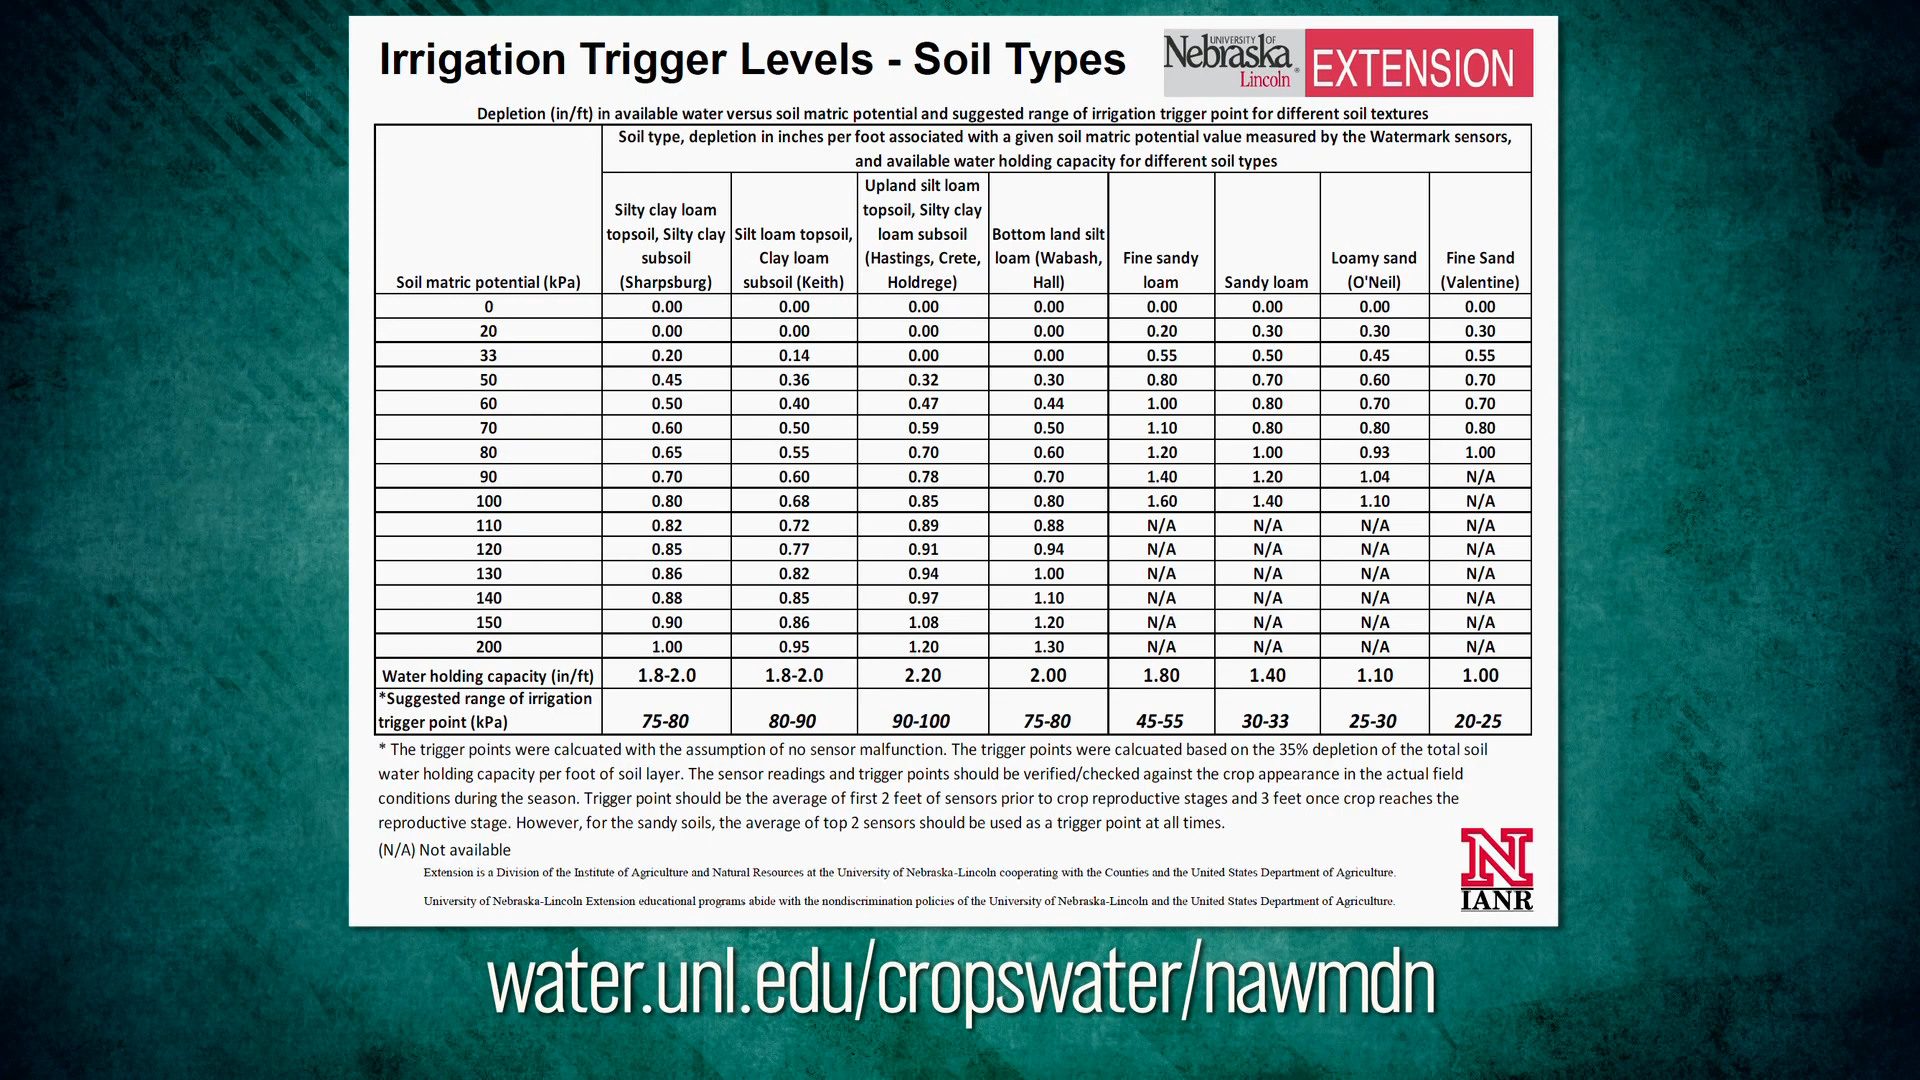 Irrigation Trigger Levels - Soil Types
UNIVERSITY OF
Nebraska
Lincoln
EXTENSION
Depletion (in/ft) in available water versus soil matric potential and suggested range of irrigation trigger point for different soil textures
Soil type, depletion in inches per foot associated with a given soil matric potential value measured by the Watermark sensors,
and available water holding capacity for different soil types
Soil matric potential (kPa)
Silty clay loam
topsoil, Silty clay
subsoil
(Sharpsburg)
Silt loam topsoil,
Clay loam
subsoil (Keith)
Upland silt loam
topsoil, Silty clay
loam subsoil
(Hastings, Crete,
Holdrege)
Bottom land silt
loam (Wabash,
Hall)
Fine sandy
loam
Sandy loam
Loamy sand
(O'Neil)
Fine Sand
(Valentine)
0 0.00 0.00 0.00 0.00 0.00 0.00 0.00 0.00
20 0.00 0.00 0.00 0.00 0.20 0.30 0.30 0.30
33 0.20 0.14 0.00 0.00 0.55 0.50 0.45 0.55
50 0.45 0.36 0.32 0.30 0.80 0.70 0.60 0.70
60 0.50 0.40 0.47 0.44 1.00 0.80 0.70 0.70
70 0.60 0.50 0.59 0.50 1.10 0.80 0.80 0.80
80 0.65 0.55 0.70 0.60 1.20 1.00 0.93 1.00
90 0.70 0.60 0.78 0.70 1.40 1.20 1.04 N/A
100 0.80 0.68 0.85 0.80 1.60 1.40 1.10 N/A
110 0.82 0.72 0.89 0.88 N/A N/A N/A N/A
120 0.85 0.77 0.91 0.94 N/A N/A N/A N/A
130 0.86 0.82 0.94 1.00 N/A N/A N/A N/A
140 0.88 0.85 0.97 1.10 N/A N/A N/A N/A
150 0.90 0.86 1.08 1.20 N/A N/A N/A N/A
200 1.00 0.95 1.20 1.30 N/A N/A N/A N/A
Water holding capacity (in/ft) 1.8-2.0 1.8-2.0 2.20 2.00 1.80 1.40 1.10 1.00
*Suggested range of irrigation
trigger point (kPa) 75-80 80-90 90-100 75-80 45-55 30-33 25-30 20-25
* The trigger points were calcuated with the assumption of no sensor malfunction. The trigger points were calcuated based on the 35% depletion of the total soil
water holding capacity per foot of soil layer. The sensor readings and trigger points should be verified/checked against the crop appearance in the actual field
conditions during the season. Trigger point should be the average of first 2 feet of sensors prior to crop reproductive stages and 3 feet once crop reaches the
reproductive stage. However, for the sandy soils, the average of top 2 sensors should be used as a trigger point at all times.
(N/A) Not available
Extension is a Division of the Institute of Agriculture and Natural Resources at the University of Nebraska-Lincoln cooperating with the Counties and the United States Department of Agriculture.
University of Nebraska-Lincoln Extension educational programs abide with the nondiscrimination policies of the University of Nebraska-Lincoln and the United States Department of Agriculture.
N
IANR
water.unl.edu/cropswater/nawmdn